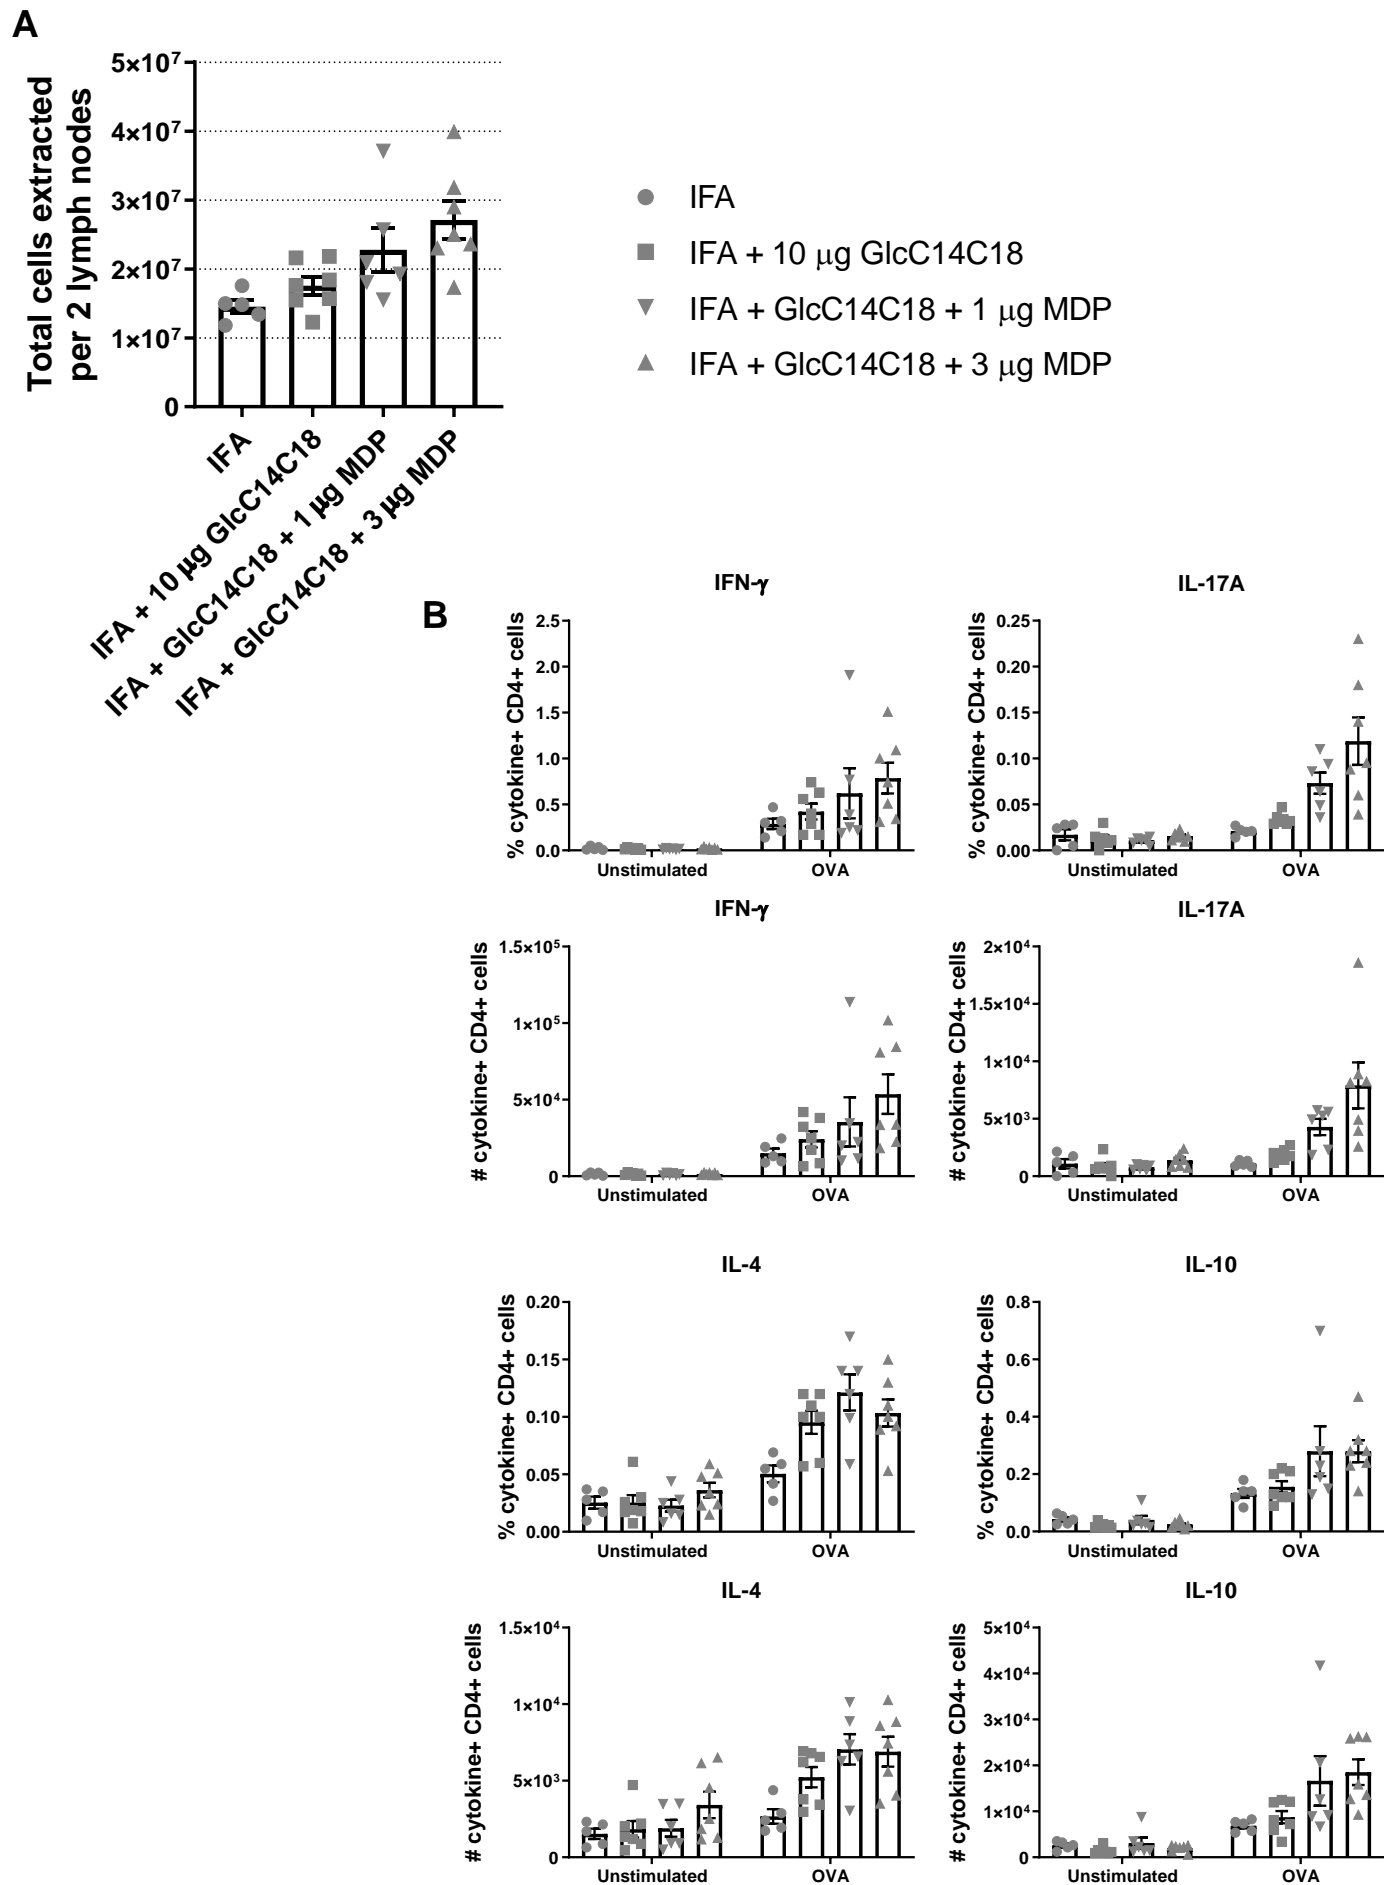 A
Total cells extracted
per 2 lymph nodes
5×10⁷
4×10⁷
3×10⁷
2×10⁷
1×10⁷
0
IFA
IFA + 10 μg GlcC14C18
IFA + GlcC14C18 + 1 μg MDP
IFA + GlcC14C18 + 3 μg MDP
IFA
IFA + 10 μg GlcC14C18
IFA + GlcC14C18 + 1 μg MDP
IFA + GlcC14C18 + 3 μg MDP
B
IFN-γ
% cytokine+ CD4+ cells
2.5
2.0
1.5
1.0
0.5
0.0
Unstimulated
OVA
IL-17A
% cytokine+ CD4+ cells
0.25
0.20
0.15
0.10
0.05
0.00
Unstimulated
OVA
IFN-γ
# cytokine+ CD4+ cells
1.5×10⁵
1×10⁵
5×10⁴
0
Unstimulated
OVA
IL-17A
# cytokine+ CD4+ cells
2×10⁴
1.5×10⁴
1×10⁴
5×10³
0
Unstimulated
OVA
IL-4
% cytokine+ CD4+ cells
0.20
0.15
0.10
0.05
0.00
Unstimulated
OVA
IL-10
% cytokine+ CD4+ cells
0.8
0.6
0.4
0.2
0.0
Unstimulated
OVA
IL-4
# cytokine+ CD4+ cells
1.5×10⁴
1×10⁴
5×10³
0
Unstimulated
OVA
IL-10
# cytokine+ CD4+ cells
5×10⁴
4×10⁴
3×10⁴
2×10⁴
1×10⁴
0
Unstimulated
OVA